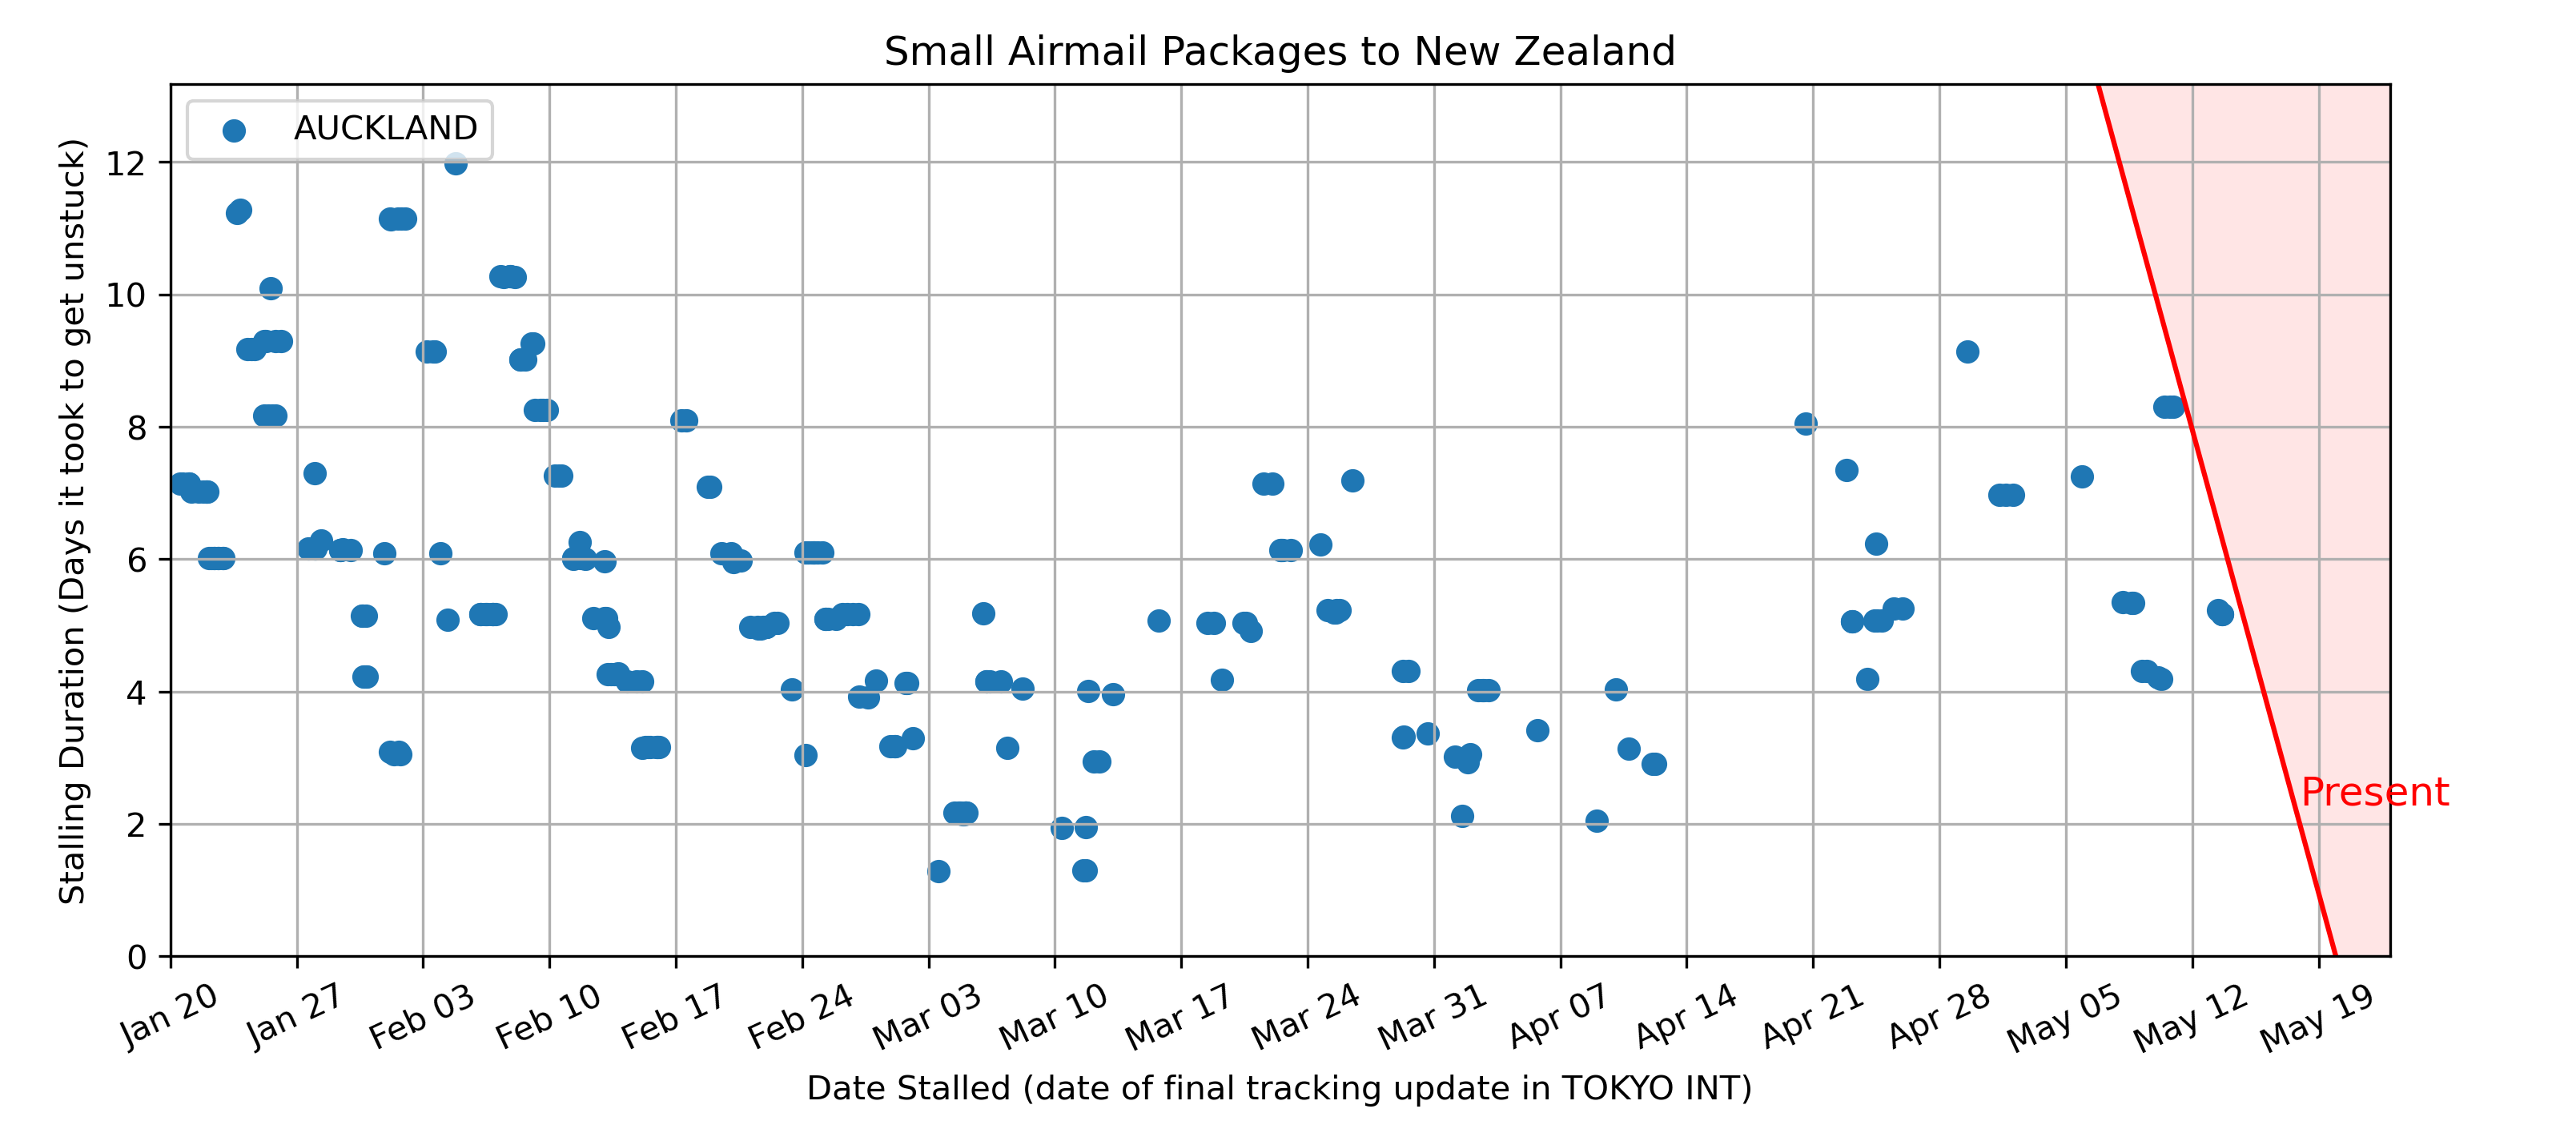 Small Airmail Packages to New Zealand
AUCKLAND
Stalling Duration (Days it took to get unstuck)
12
10
8
6
4
2
0
Present
Jan 20 Jan 27 Feb 03 Feb 10 Feb 17 Feb 24 Mar 03 Mar 10 Mar 17 Mar 24 Mar 31 Apr 07 Apr 14 Apr 21 Apr 28 May 05 May 12 May 19
Date Stalled (date of final tracking update in TOKYO INT)